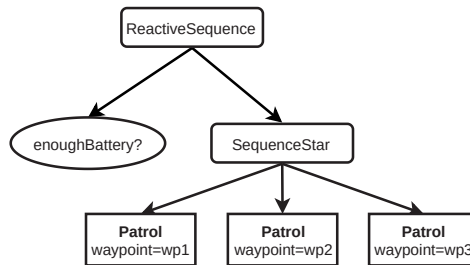 ReactiveSequence
enoughBattery?
SequenceStar
Patrol
waypoint=wp1
Patrol
waypoint=wp2
Patrol
waypoint=wp3